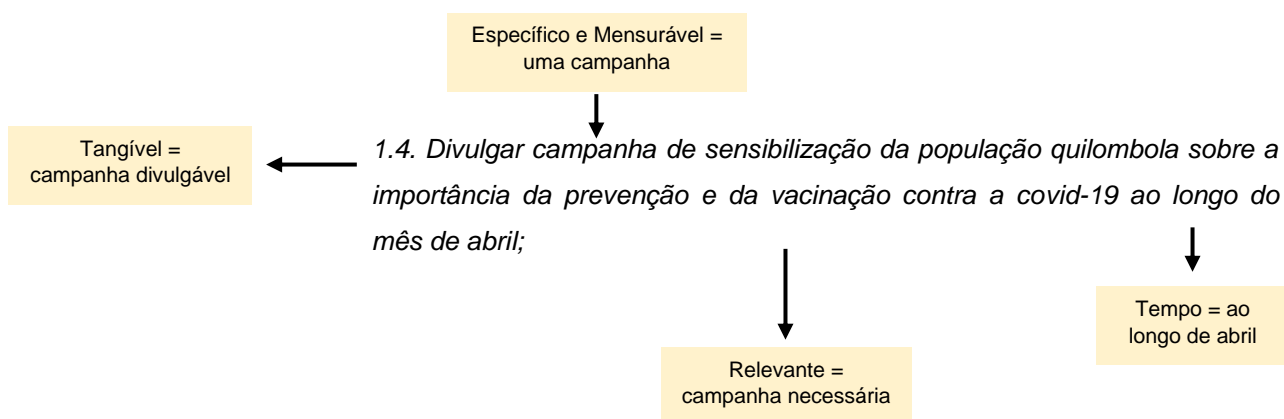 Específico e Mensurável =
uma campanha
Tangível =
campanha divulgável
1.4. Divulgar campanha de sensibilização da população quilombola sobre a
importância da prevenção e da vacinação contra a covid-19 ao longo do
mês de abril;
Tempo = ao
longo de abril
Relevante =
campanha necessária